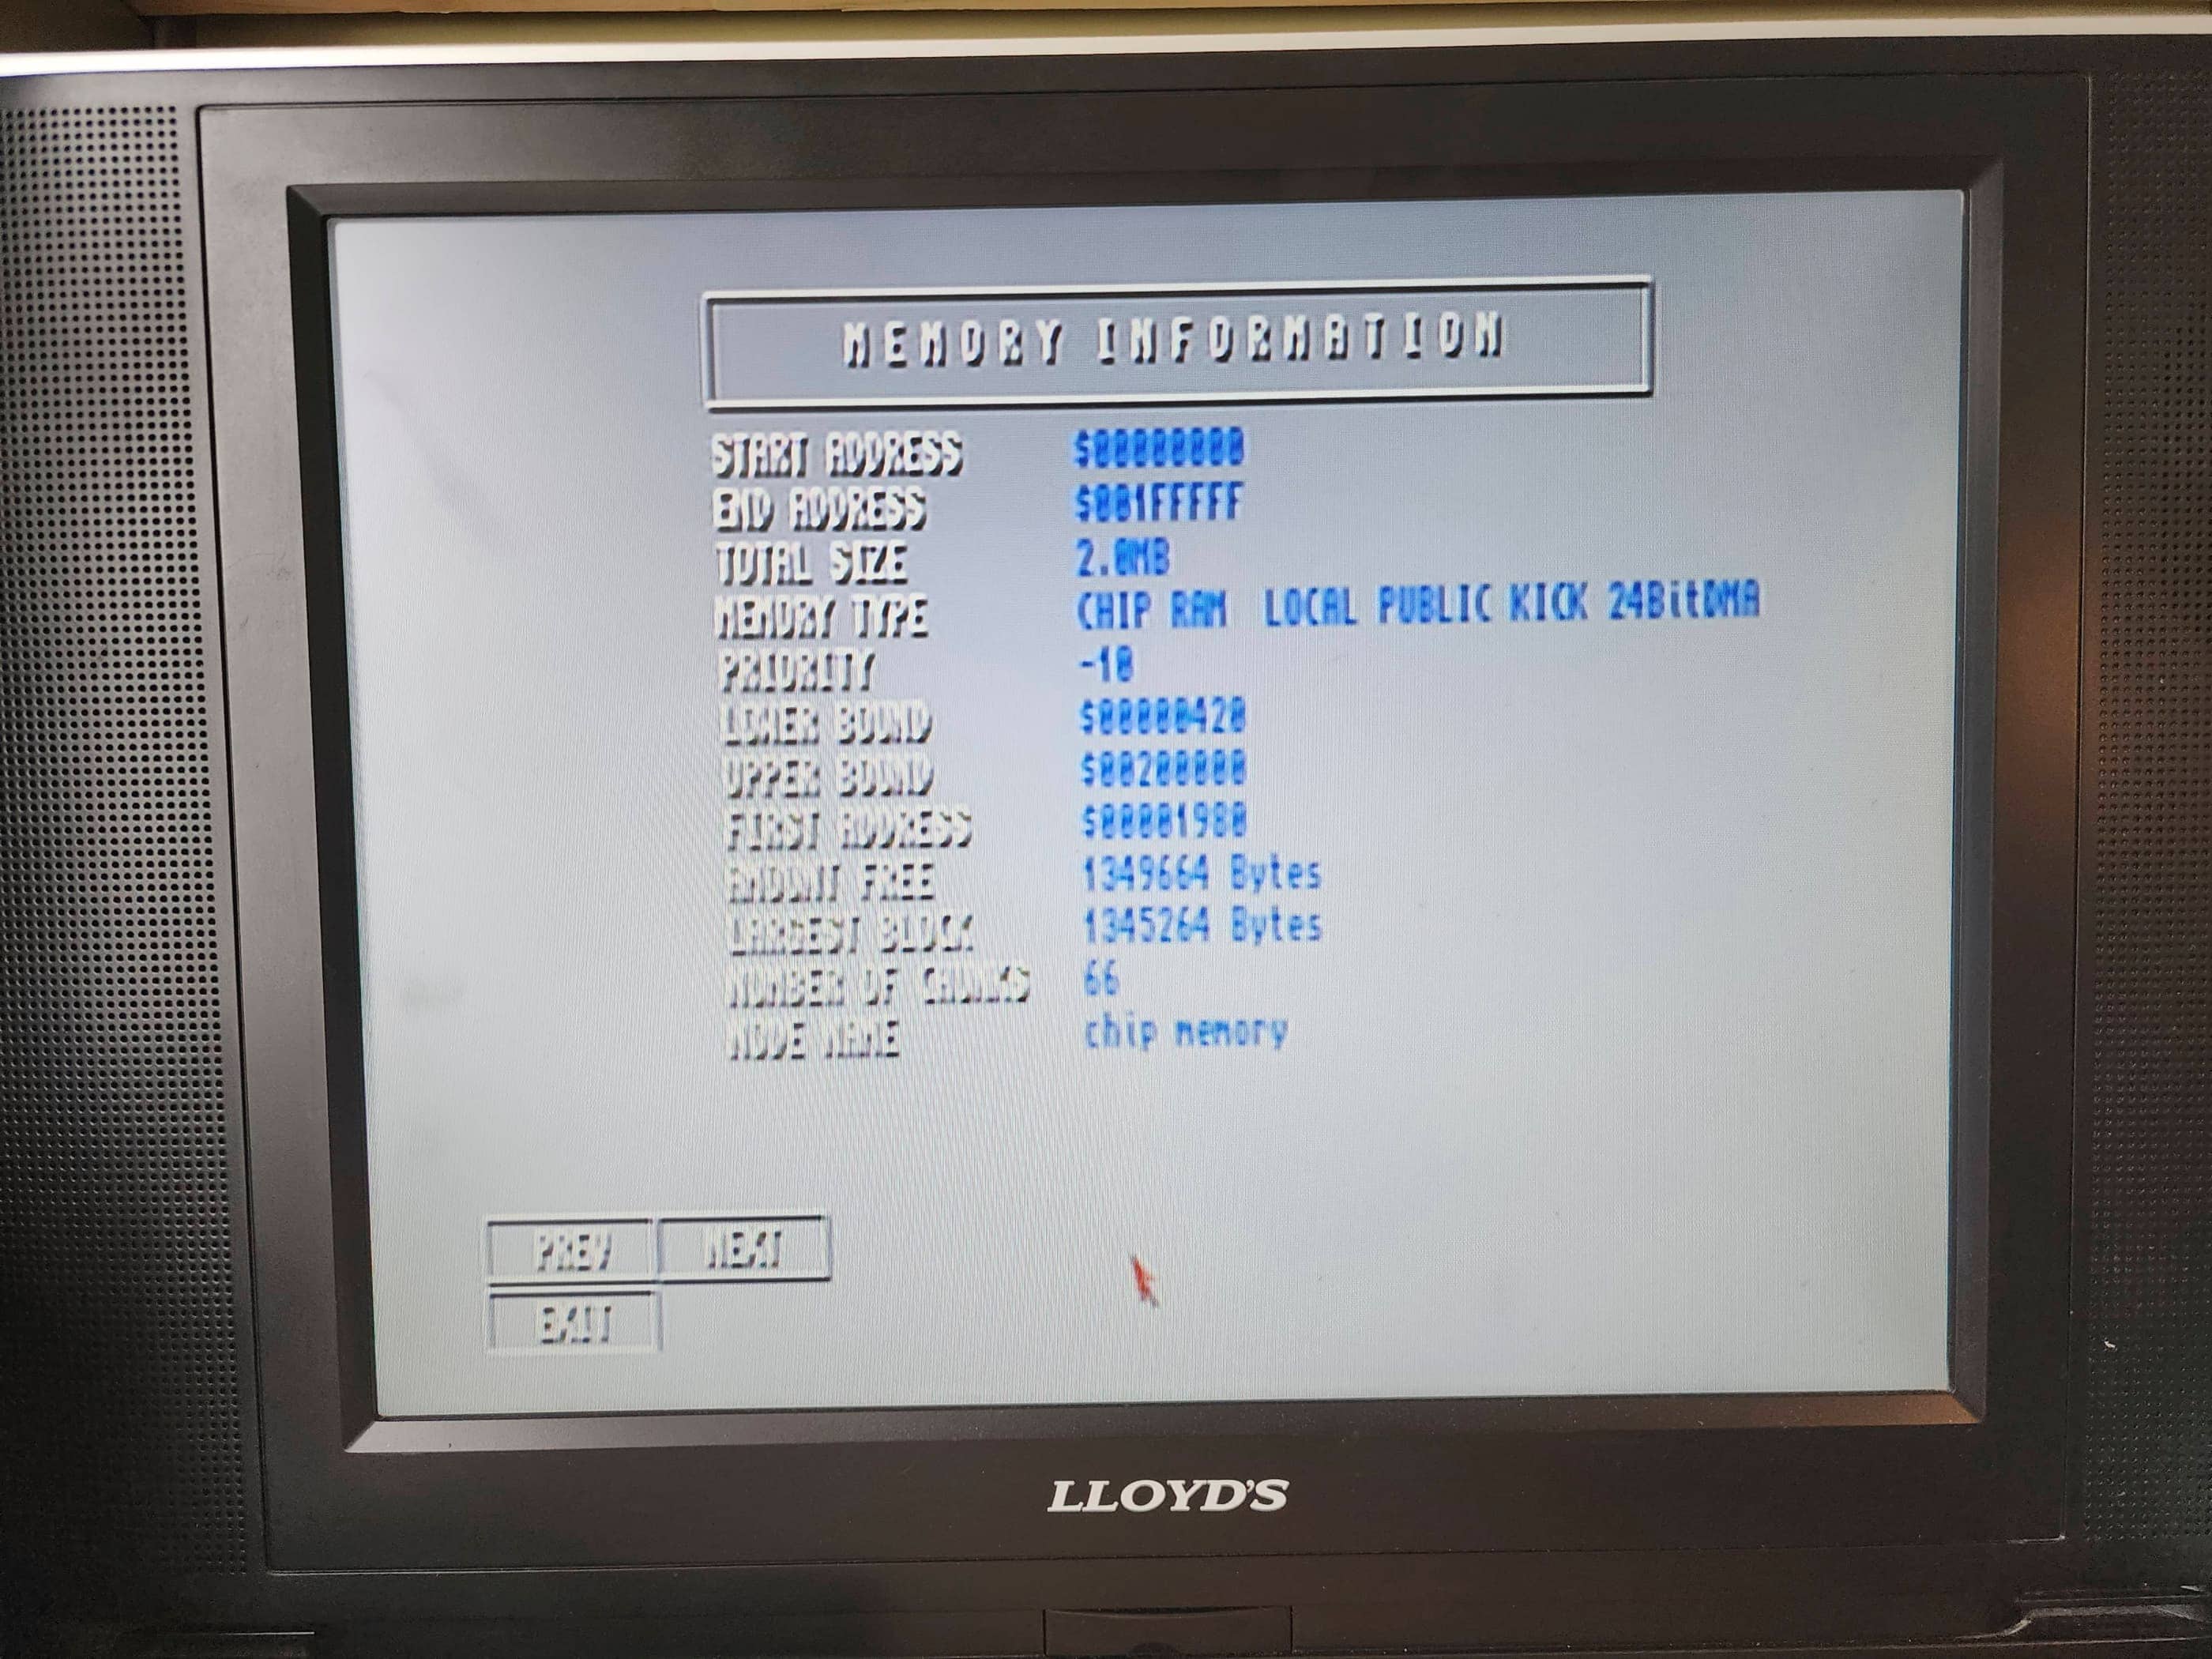 MEMORY INFORMATION
START ADDRESS $00000000
END ADDRESS $001FFFFF
TOTAL SIZE 2.0MB
MEMORY TYPE CHIP RAM LOCAL PUBLIC KICK 24BitDMA
PRIORITY -10
LOWER BOUND $00000420
UPPER BOUND $00200000
FIRST ADDRESS $00001980
AMOUNT FREE 1349664 Bytes
LARGEST BLOCK 1345264 Bytes
NUMBER OF CHUNKS 66
NODE NAME chip memory
PREV NEXT
EXIT
LLOYD'S